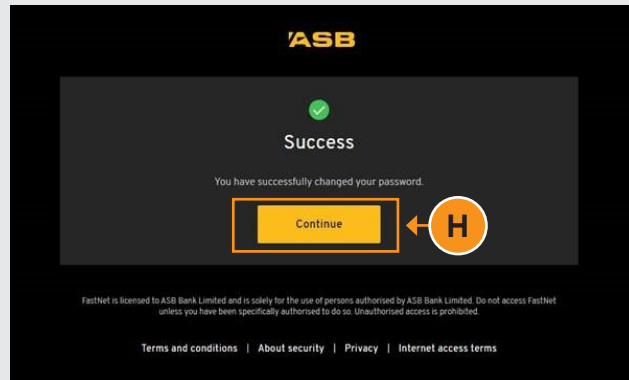 ASB
Success
You have successfully changed your password.
Continue
H
FastNet is licensed to ASB Bank Limited and is solely for the use of persons authorised by ASB Bank Limited. Do not access FastNet
unless you have been specifically authorised to do so. Unauthorised access is prohibited.
Terms and conditions | About security | Privacy | Internet access terms